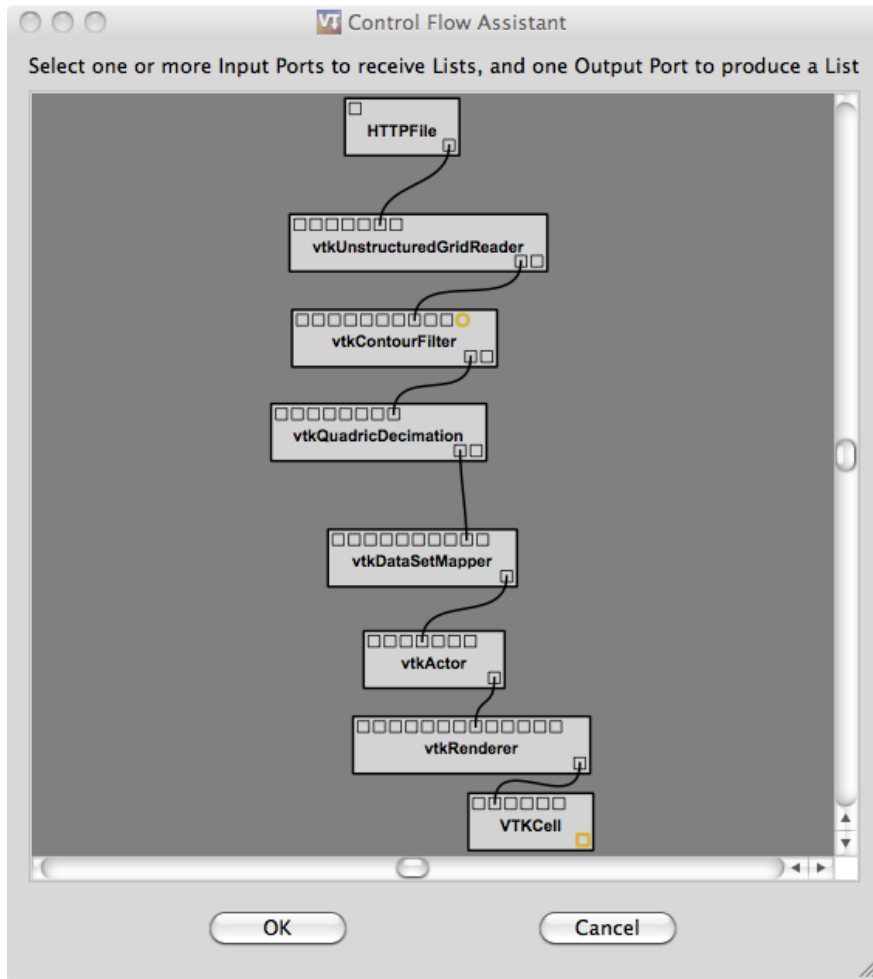 VT Control Flow Assistant
Select one or more Input Ports to receive Lists, and one Output Port to produce a List
HTTPFile
vtkUnstructuredGridReader
vtkContourFilter
vtkQuadricDecimation
vtkDataSetMapper
vtkActor
vtkRenderer
VTKCell
OK Cancel